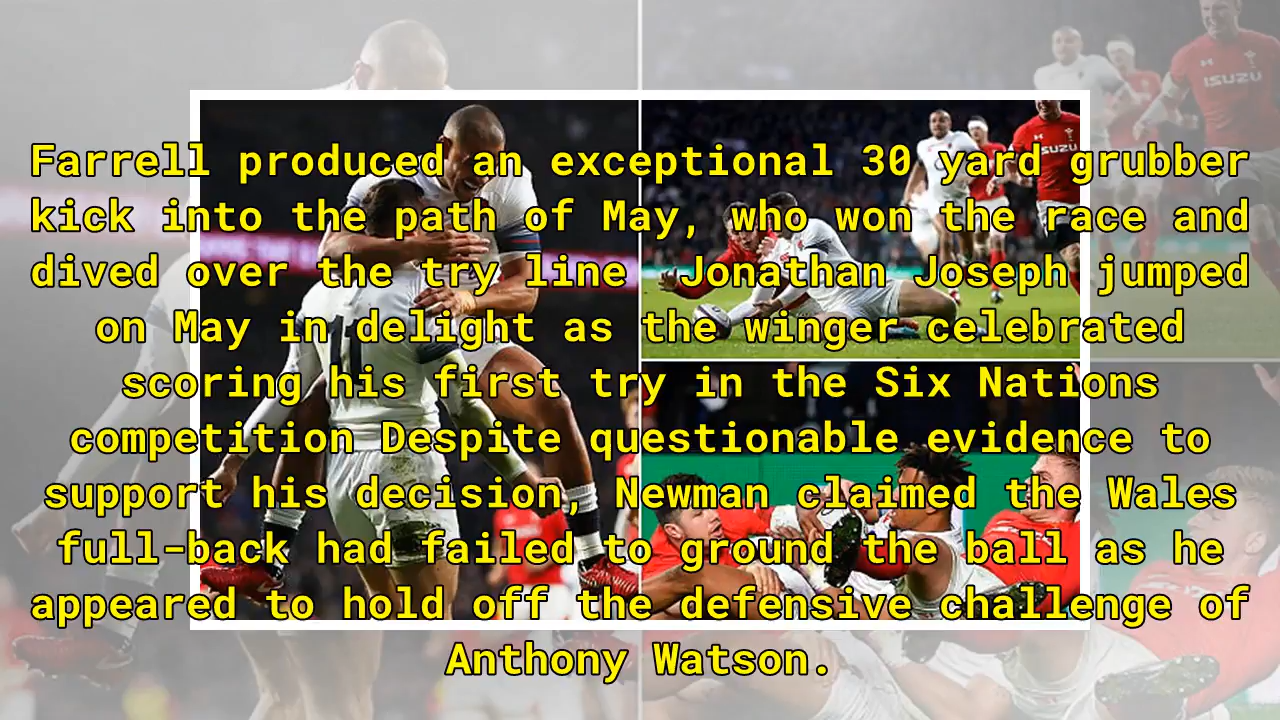 Farrell produced an exceptional 30 yard grubber
kick into the path of May, who won the race and
dived over the try line  Jonathan Joseph jumped
on May in delight as the winger celebrated
scoring his first try in the Six Nations
competition Despite questionable evidence to
support his decision, Newman claimed the Wales
full-back had failed to ground the ball as he
appeared to hold off the defensive challenge of
Anthony Watson.
ISUZU
ISUZU
11